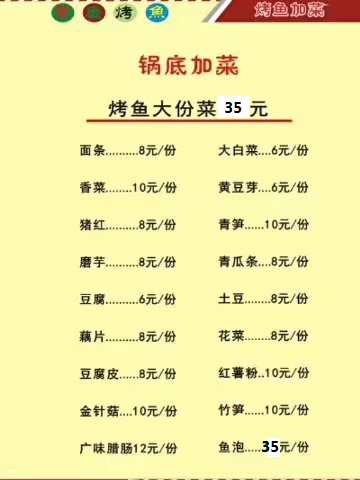 烤 魚
烤鱼加菜
锅底加菜
烤鱼大份菜 35 元
面条..........8元/份 大白菜....6元/份
香菜........10元/份 黄豆芽....6元/份
猪红..........8元/份 青笋......10元/份
磨芋..........8元/份 青瓜条....8元/份
豆腐..........6元/份 土豆........8元/份
藕片..........8元/份 花菜........8元/份
豆腐皮......8元/份 红薯粉..10元/份
金针菇....10元/份 竹笋......10元/份
广味腊肠12元/份 鱼泡.....35元/份